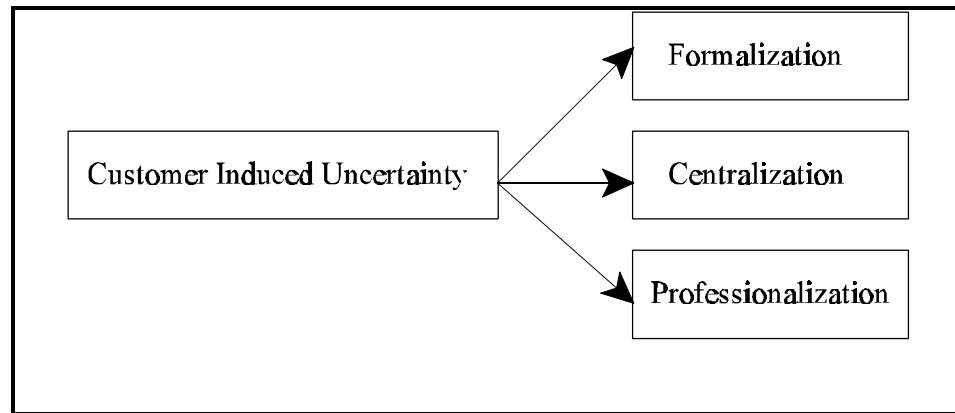 Formalization
Customer Induced Uncertainty
Centralization
Professionalization